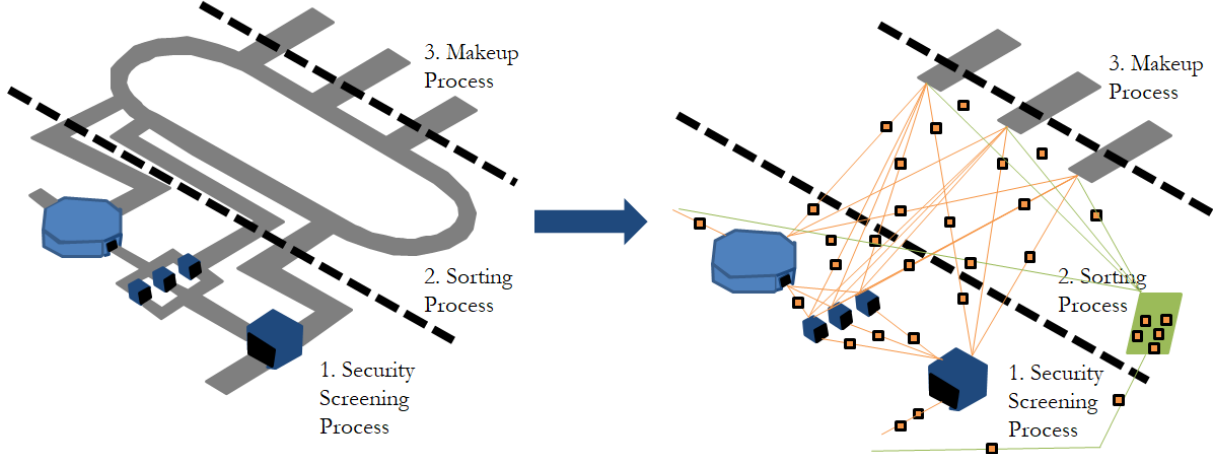 3. Makeup
Process
2. Sorting
Process
1. Security
Screening
Process
3. Makeup
Process
2. Sorting
Process
1. Security
Screening
Process